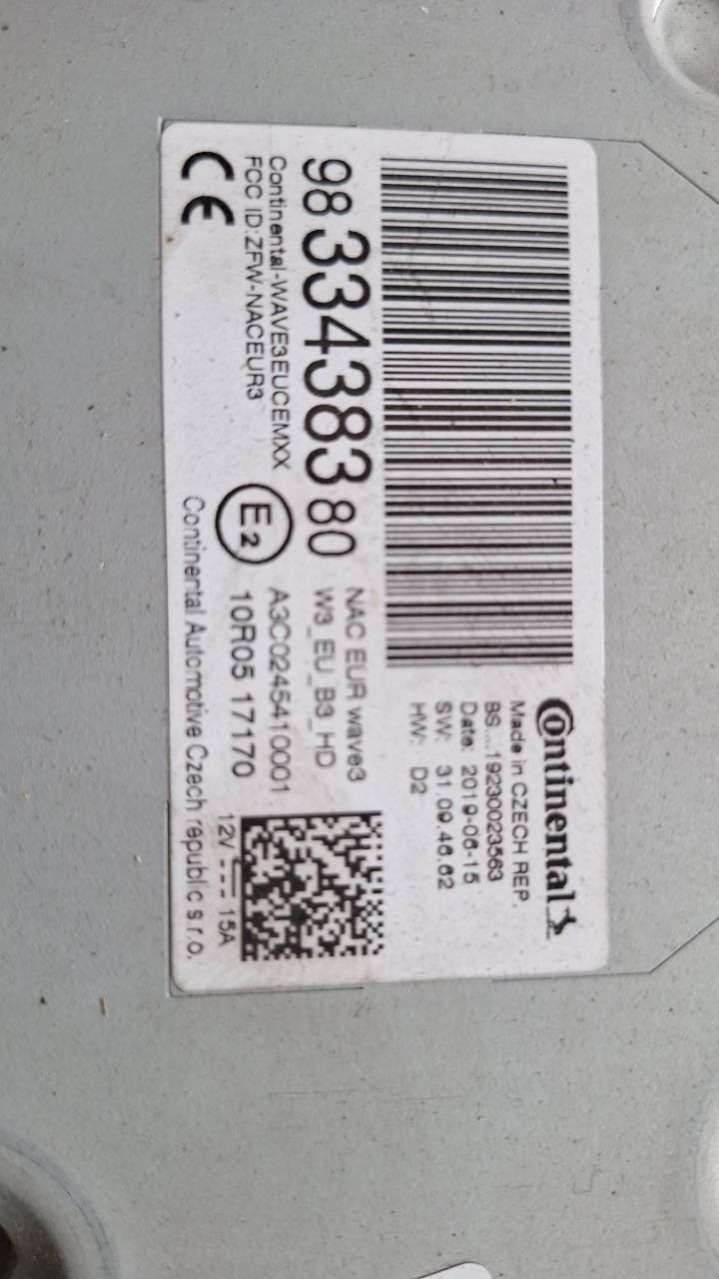 Continental
Made in CZECH REP.
BS...19230023563
Date: 2019-06-15
SW: 31.09.46.62
HW: D2
98 334383 80
NAC EUR wave3
W3_EU_B3_HD
Continental-WAVE3EUCEMXX
FCC ID:ZFW-NACEUR3
E2
A3C0245410001
10R05 17170
CE
Continental Automotive Czech republic s.r.o.
12V 15A